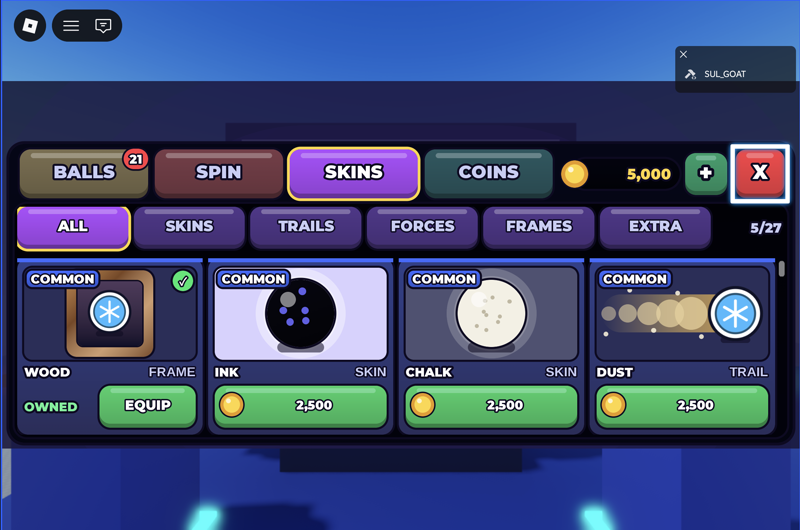 SUL_GOAT
BALLS 21 SPIN SKINS COINS 5,000 + X
ALL SKINS TRAILS FORCES FRAMES EXTRA 5/27
COMMON COMMON COMMON COMMON
WOOD FRAME INK SKIN CHALK SKIN DUST TRAIL
OWNED EQUIP 2,500 2,500 2,500